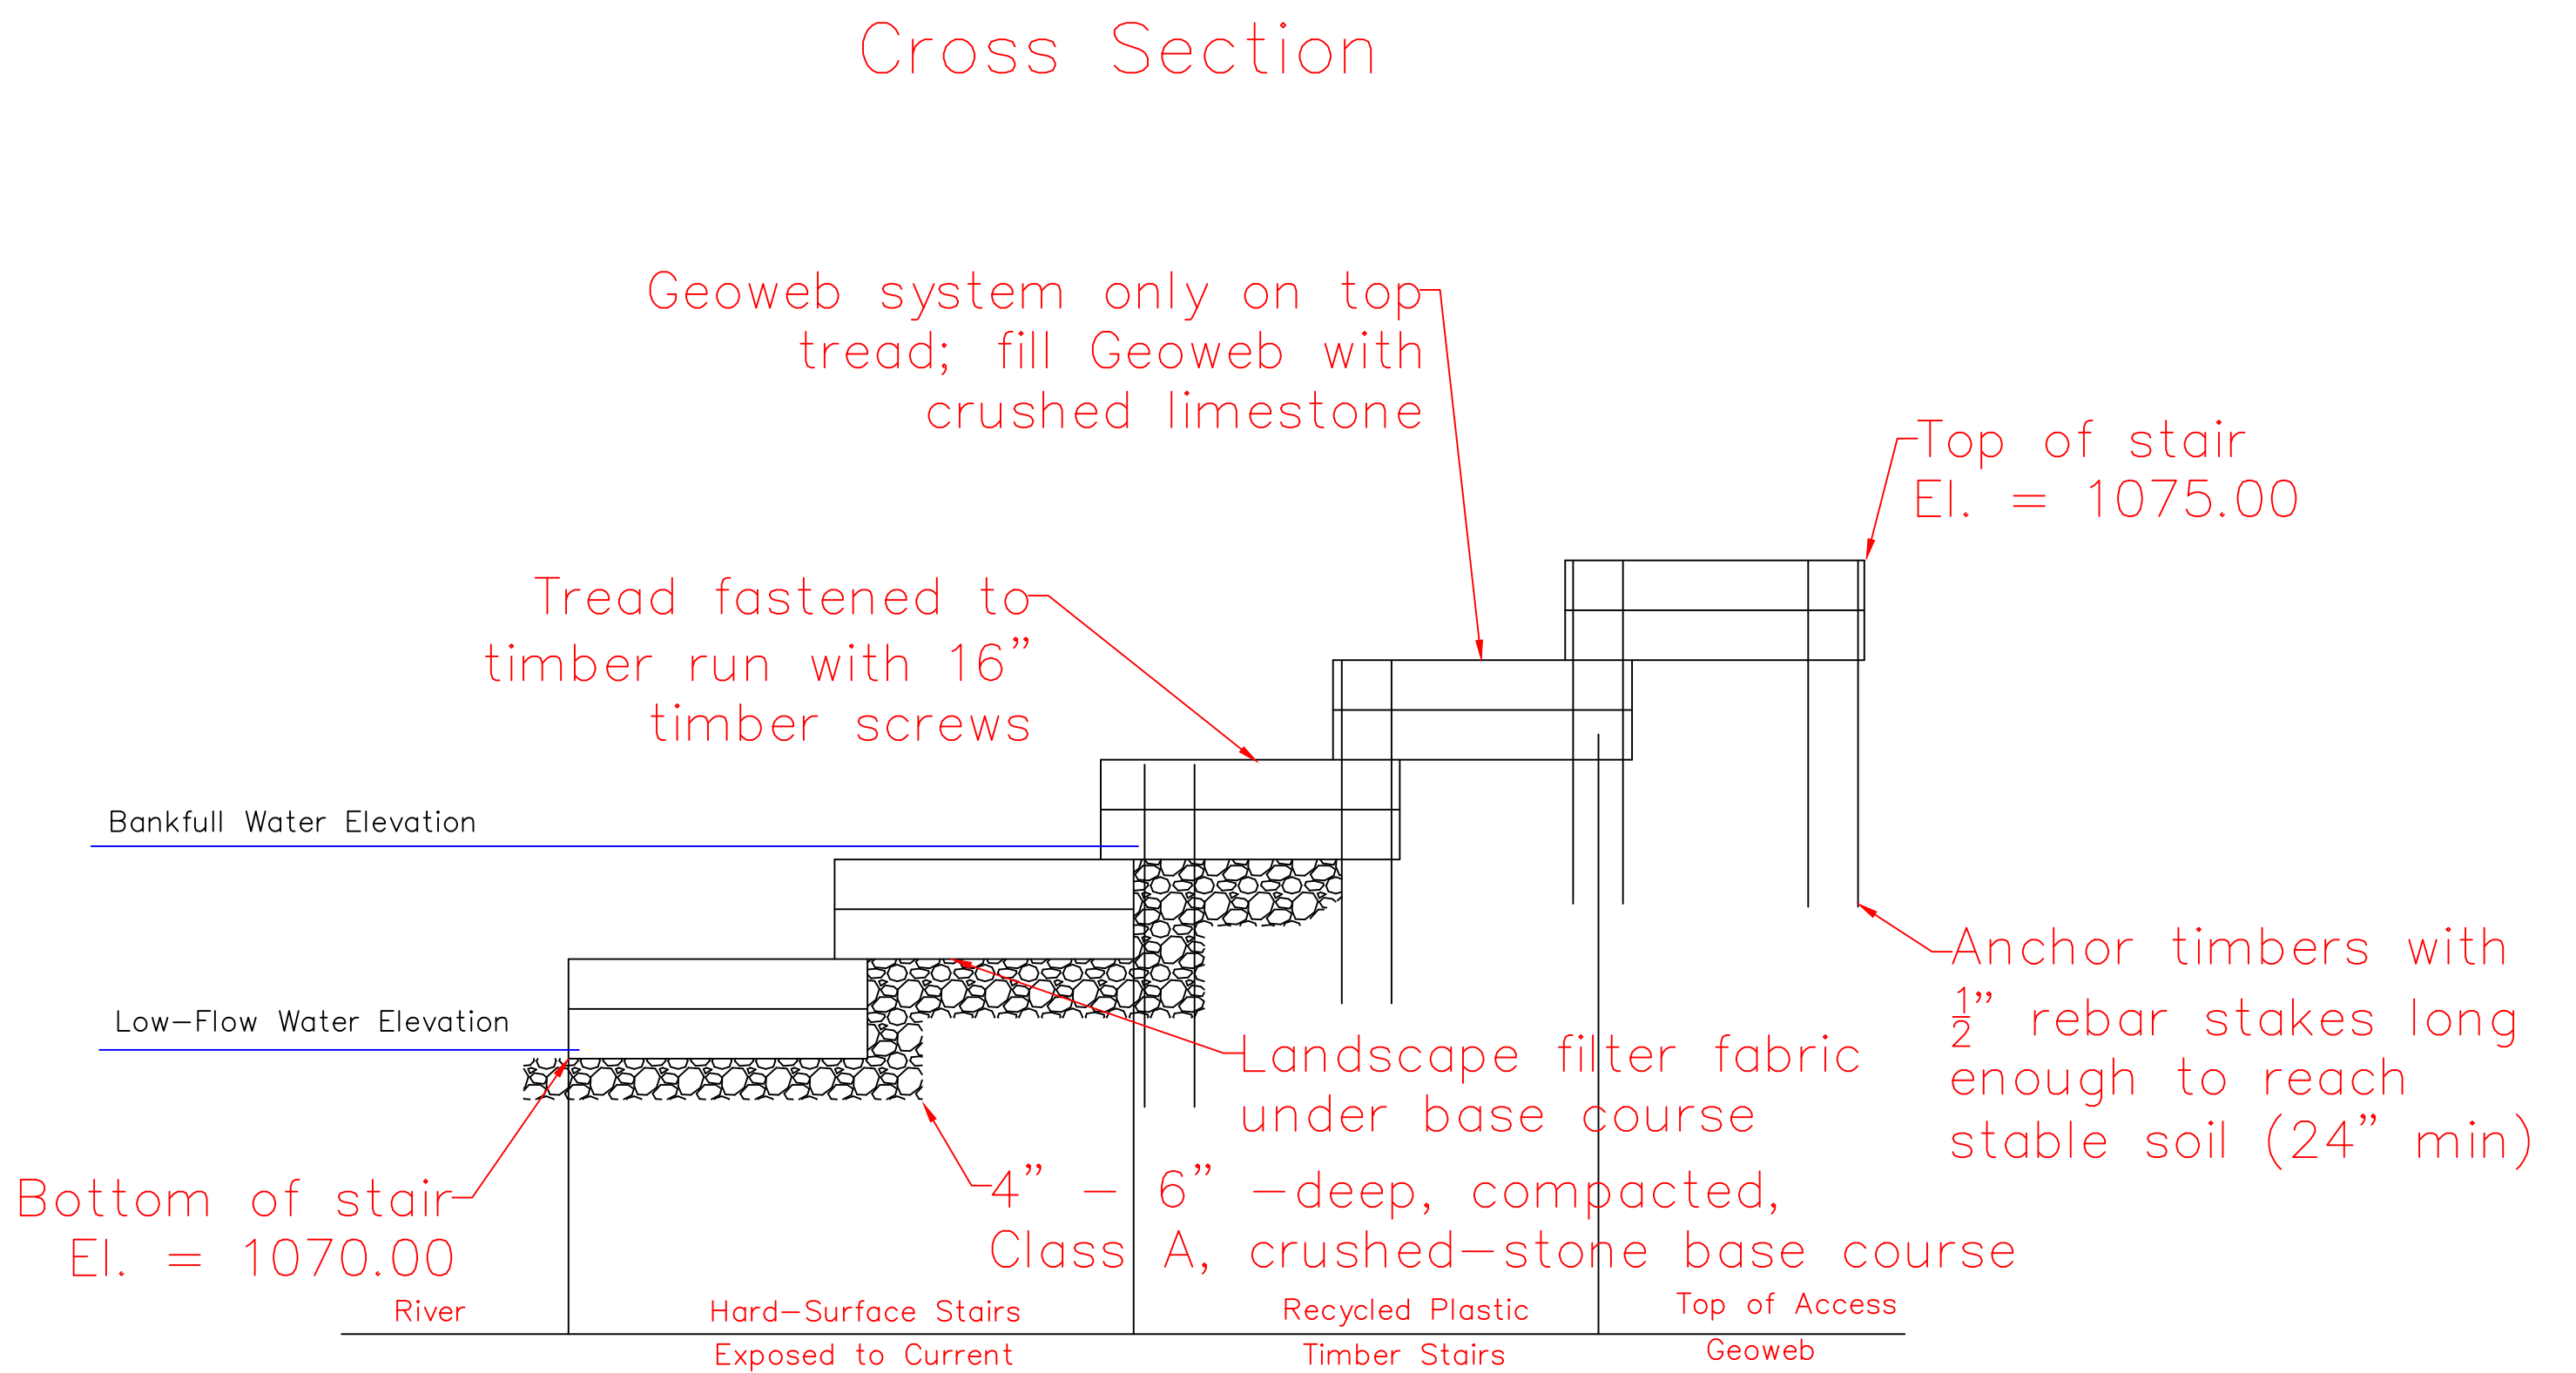 Cross Section
Geoweb system only on top
tread; fill Geoweb with
crushed limestone
Top of stair
El. = 1075.00
Tread fastened to
timber run with 16”
timber screws
Bankfull Water Elevation
Low-Flow Water Elevation
Anchor timbers with
1/2” rebar stakes long
enough to reach
stable soil (24” min)
Landscape filter fabric
under base course
4” - 6” -deep, compacted,
Class A, crushed-stone base course
Bottom of stair
El. = 1070.00
River
Hard-Surface Stairs
Exposed to Current
Recycled Plastic
Timber Stairs
Top of Access
Geoweb